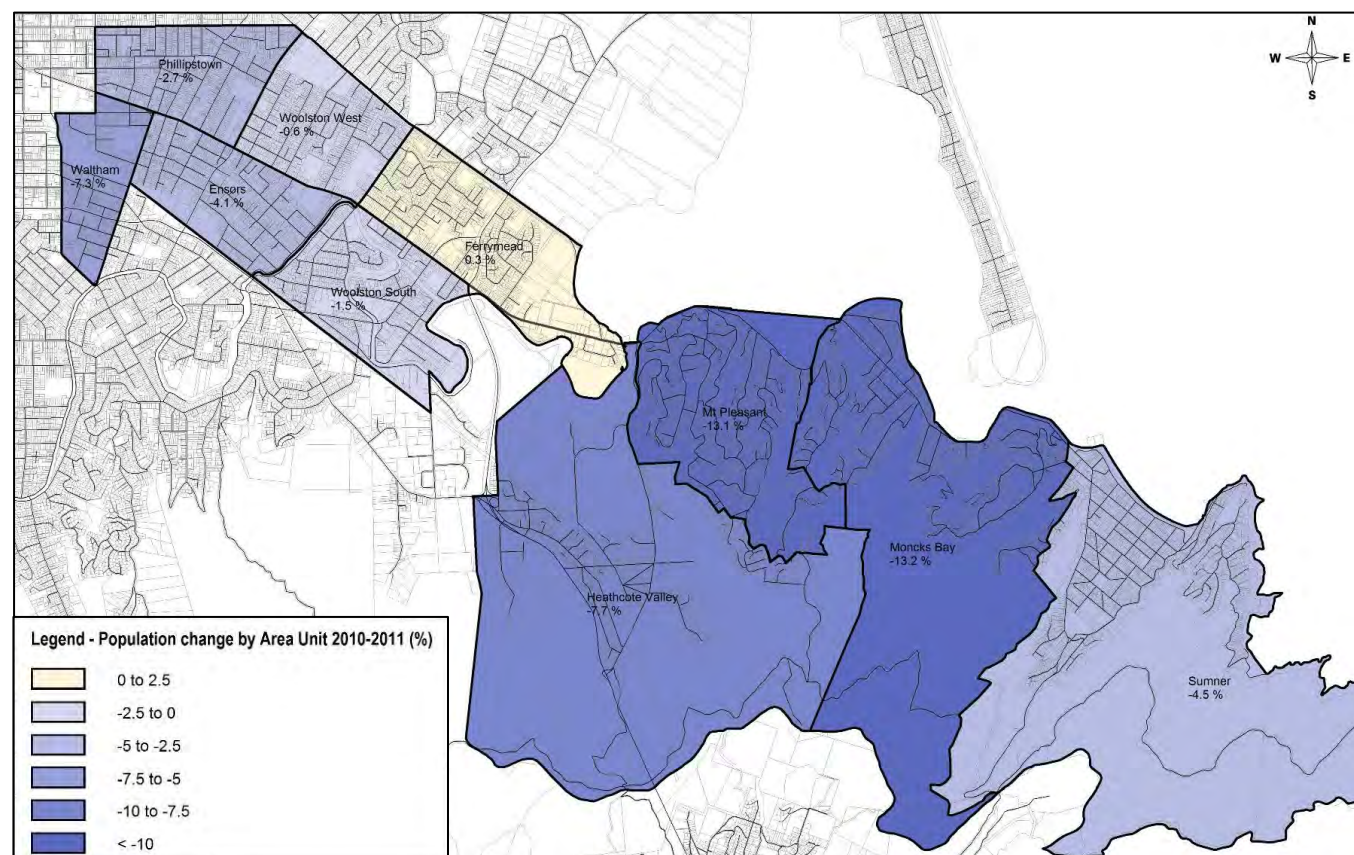 N
W E
S
Phillipstown
-2.7 %
Woolston West
-0.6 %
Waltham
-7.3 %
Ensors
-4.1 %
Ferrymead
0.3 %
Woolston South
-1.5 %
Mt Pleasant
-13.1 %
Moncks Bay
-13.2 %
Heathcote Valley
-7.7 %
Sumner
-4.5 %
Legend - Population change by Area Unit 2010-2011 (%)
0 to 2.5
-2.5 to 0
-5 to -2.5
-7.5 to -5
-10 to -7.5
< -10